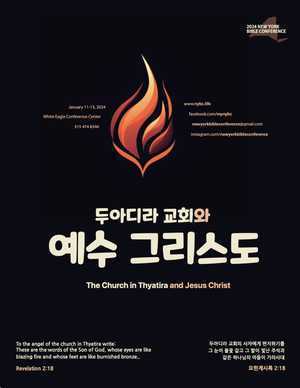 2024 NEW YORK
BIBLE CONFERENCE
January 11-13, 2024
White Eagle Conference Center
315 474 8344
www.nybc.life
facebook.com/mynybc
newyorkbibleconference@gmail.com
instagram.com/newyorkbibleconference
두아디라 교회와
예수 그리스도
The Church in Thyatira and Jesus Christ
To the angel of the church in Thyatira write:
These are the words of the Son of God, whose eyes are like
blazing fire and whose feet are like burnished bronze..
Revelation 2:18
두아디라 교회의 사자에게 편지하기를
그 눈이 불꽃 같고 그 발이 빛난 주석과
같은 하나님의 아들이 가라사대
요한계시록 2:18